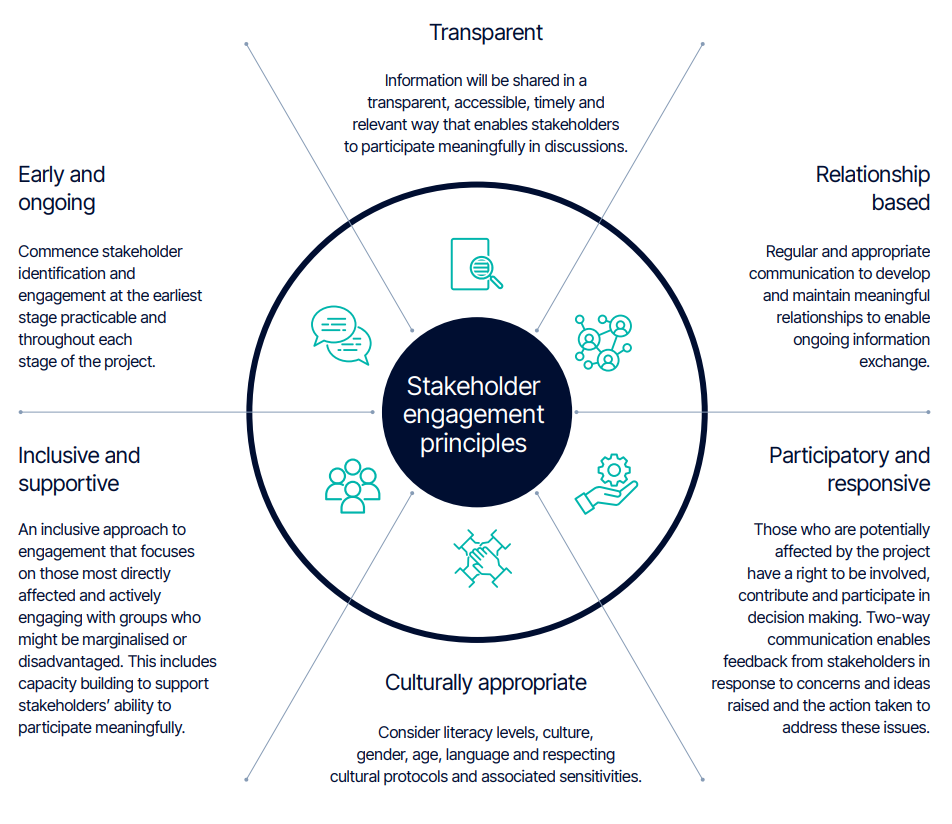 Transparent
Information will be shared in a
transparent, accessible, timely and
relevant way that enables stakeholders
to participate meaningfully in discussions.
Early and
ongoing
Commence stakeholder
identification and
engagement at the earliest
stage practicable and
throughout each
stage of the project.
Relationship
based
Regular and appropriate
communication to develop
and maintain meaningful
relationships to enable
ongoing information
exchange.
Stakeholder
engagement
principles
Inclusive and
supportive
An inclusive approach to
engagement that focuses
on those most directly
affected and actively
engaging with groups who
might be marginalised or
disadvantaged. This includes
capacity building to support
stakeholders’ ability to
participate meaningfully.
Participatory and
responsive
Those who are potentially
affected by the project
have a right to be involved,
contribute and participate in
decision making. Two-way
communication enables
feedback from stakeholders in
response to concerns and ideas
raised and the action taken to
address these issues.
Culturally appropriate
Consider literacy levels, culture,
gender, age, language and respecting
cultural protocols and associated sensitivities.